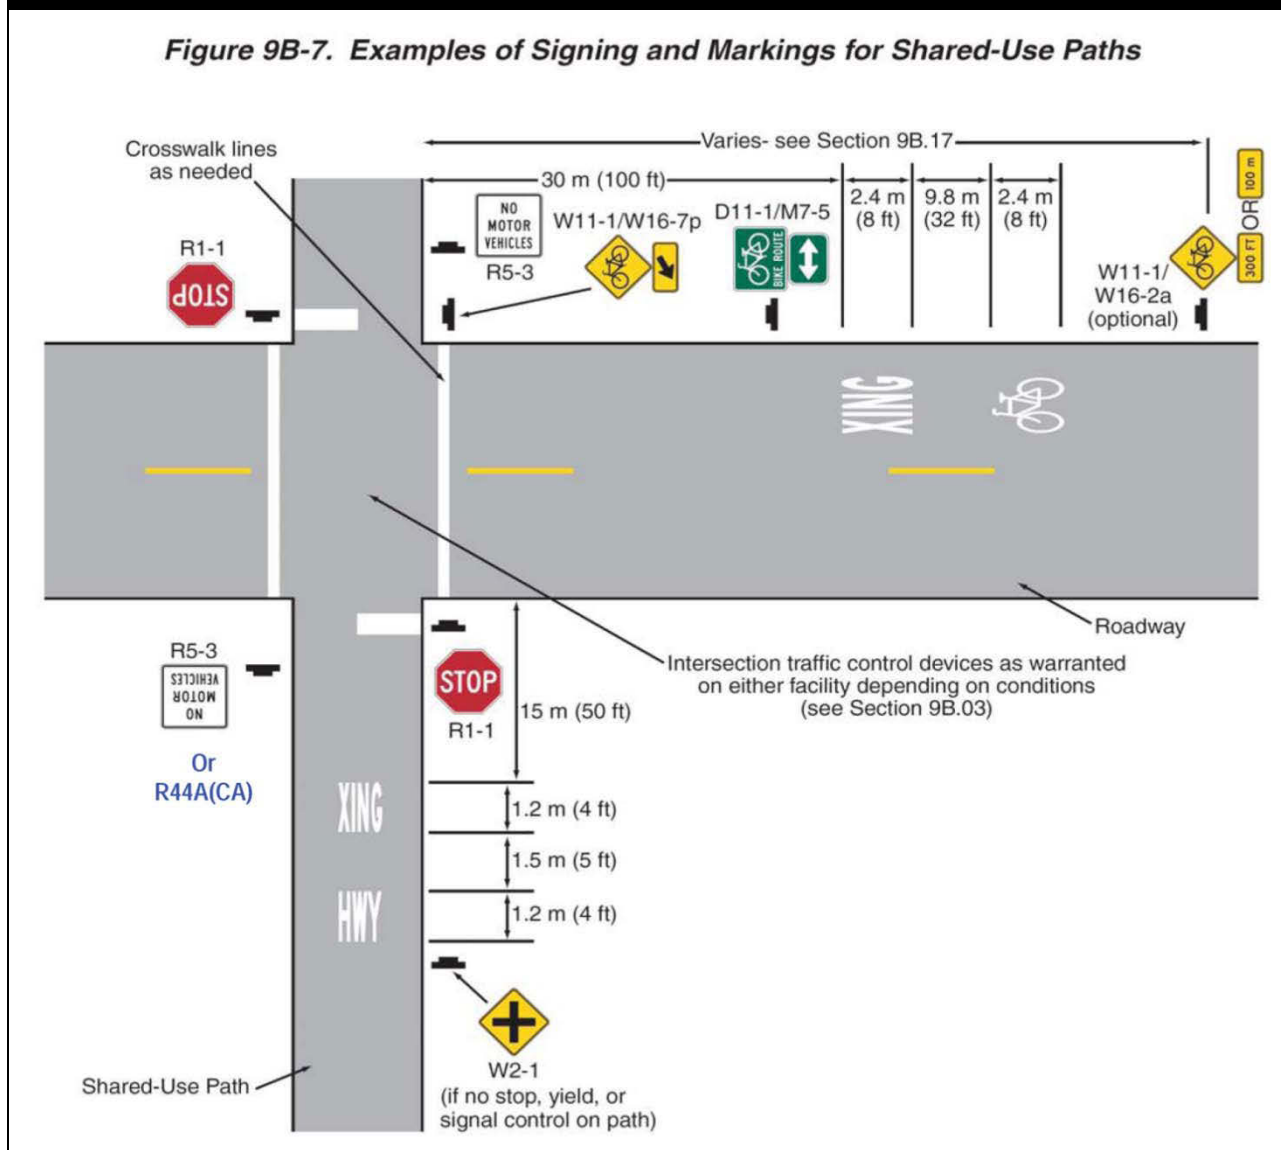 Figure 9B-7. Examples of Signing and Markings for Shared-Use Paths
Crosswalk lines
as needed
Varies- see Section 9B.17
30 m (100 ft)
2.4 m
(8 ft)
9.8 m
(32 ft)
2.4 m
(8 ft)
R1-1
STOP
NO
MOTOR
VEHICLES
R5-3
W11-1/W16-7p
D11-1/M7-5
BIKE ROUTE
W11-1/
W16-2a
(optional)
300 FT
OR
100 m
XING
Roadway
Intersection traffic control devices as warranted
on either facility depending on conditions
(see Section 9B.03)
R5-3
NO
MOTOR
VEHICLES
Or
R44A(CA)
STOP
R1-1
15 m (50 ft)
XING
1.2 m (4 ft)
1.5 m (5 ft)
HWY
1.2 m (4 ft)
W2-1
(if no stop, yield, or
signal control on path)
Shared-Use Path